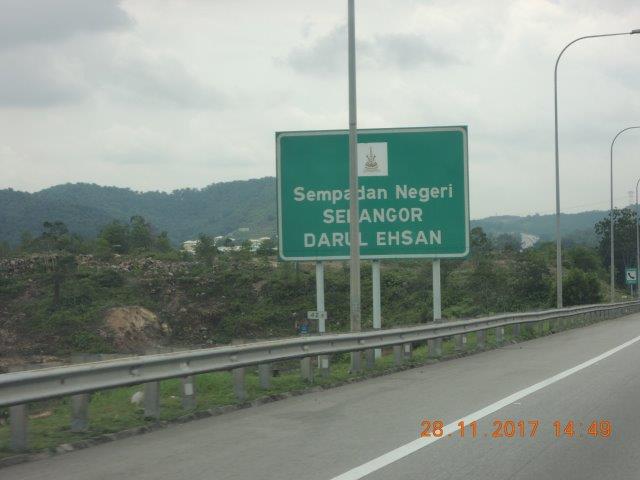 Sempadan Negeri
SELANGOR
DARUL EHSAN
28.11.2017 14:49